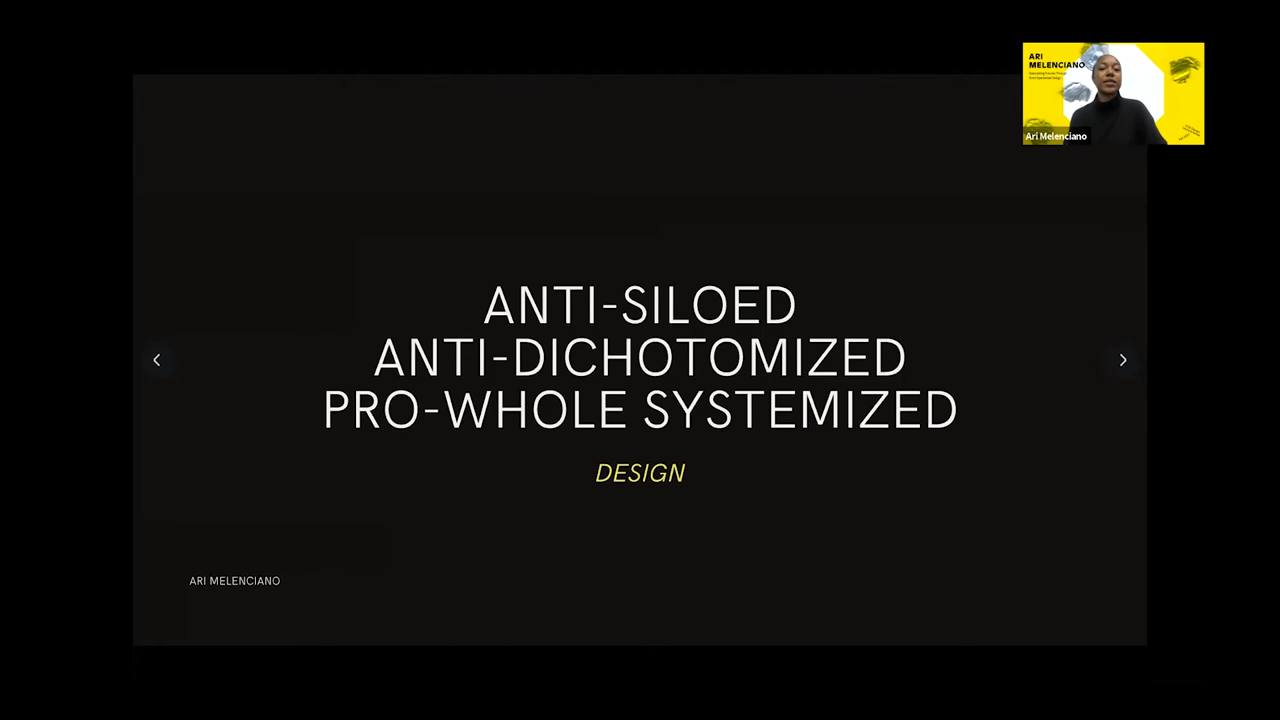 ARI
MELENCIANO
Ari Melenciano
ANTI-SILOED
ANTI-DICHOTOMIZED
PRO-WHOLE SYSTEMIZED
DESIGN
ARI MELENCIANO